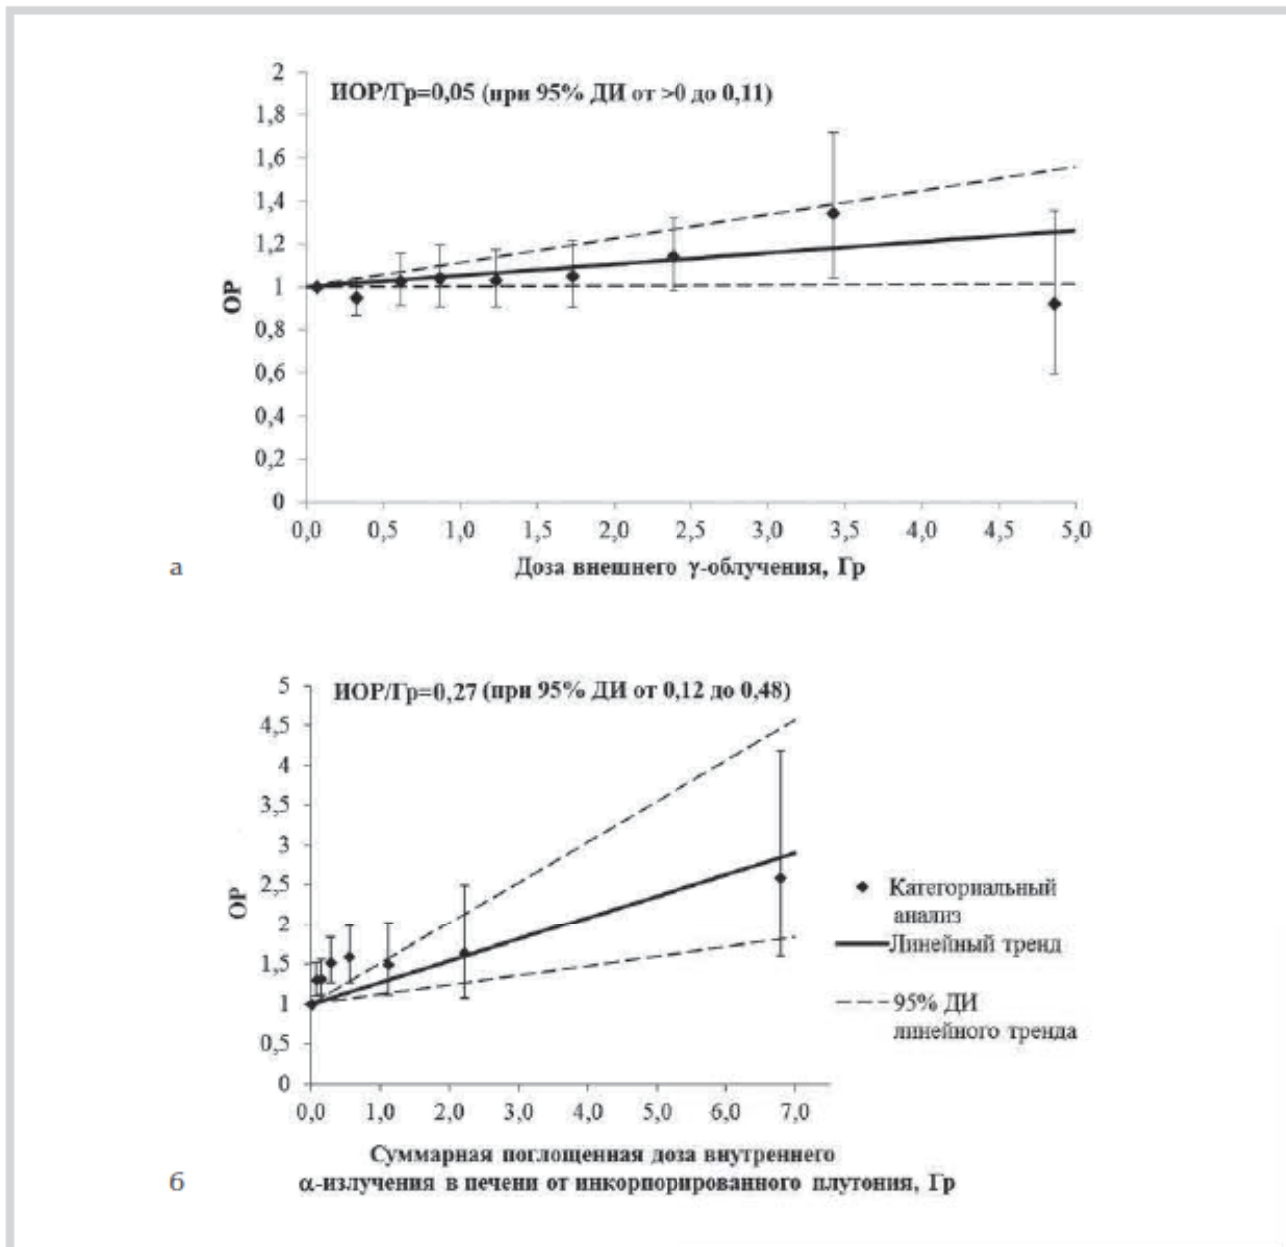 ИОР/Гр=0,05 (при 95% ДИ от >0 до 0,11)
2
1,8
1,6
1,4
1,2
1
0,8
0,6
0,4
0,2
0
ОР
0,0 0,5 1,0 1,5 2,0 2,5 3,0 3,5 4,0 4,5 5,0
Доза внешнего γ-облучения, Гр
а
ИОР/Гр=0,27 (при 95% ДИ от 0,12 до 0,48)
5
4,5
4
3,5
3
2,5
2
1,5
1
0,5
0
ОР
0,0 1,0 2,0 3,0 4,0 5,0 6,0 7,0
Категориальный
анализ
Линейный тренд
95% ДИ
линейного тренда
Суммарная поглощенная доза внутреннего
α-излучения в печени от инкорпорированного плутония, Гр
б